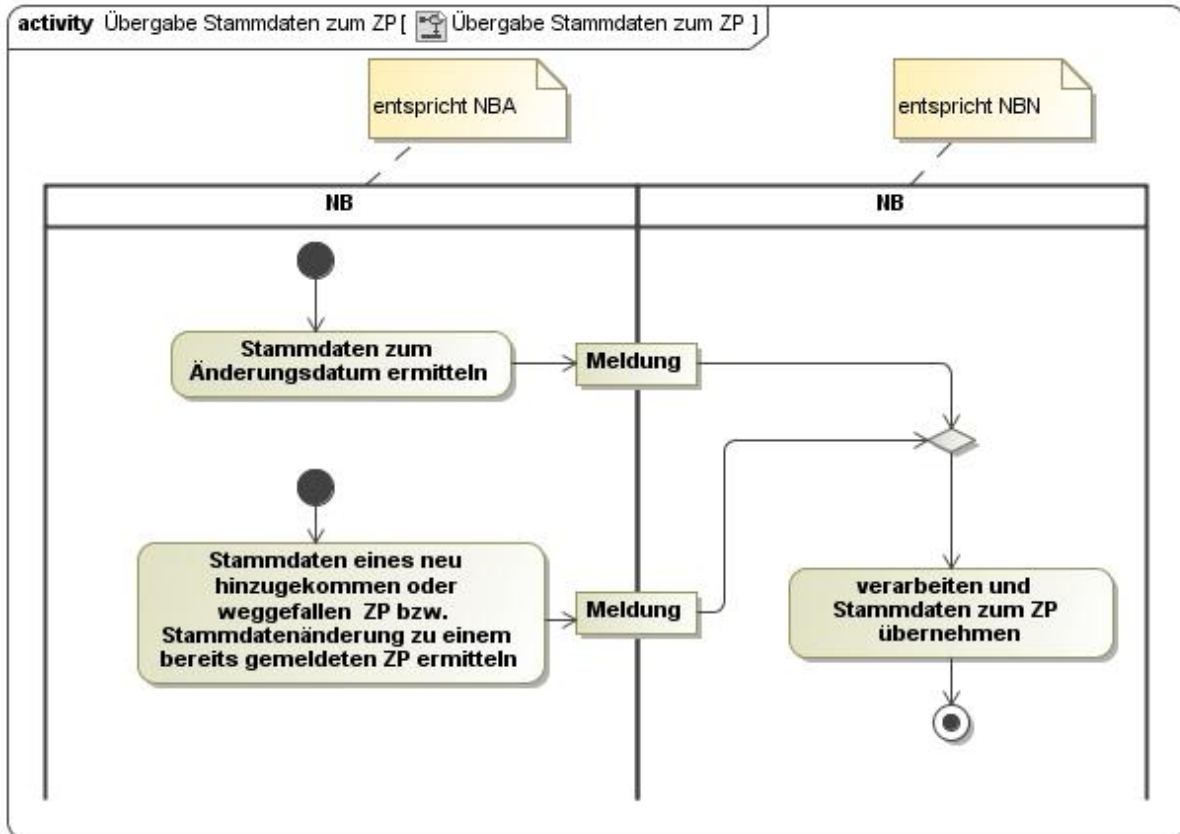 activity Übergabe Stammdaten zum ZP [ Übergabe Stammdaten zum ZP ]
entspricht NBA
entspricht NBN
NB
NB
Stammdaten zum
Änderungsdatum ermitteln
Meldung
Stammdaten eines neu
hinzugekommen oder
weggefallen ZP bzw.
Stammdatenänderung zu einem
bereits gemeldeten ZP ermitteln
Meldung
verarbeiten und
Stammdaten zum ZP
übernehmen